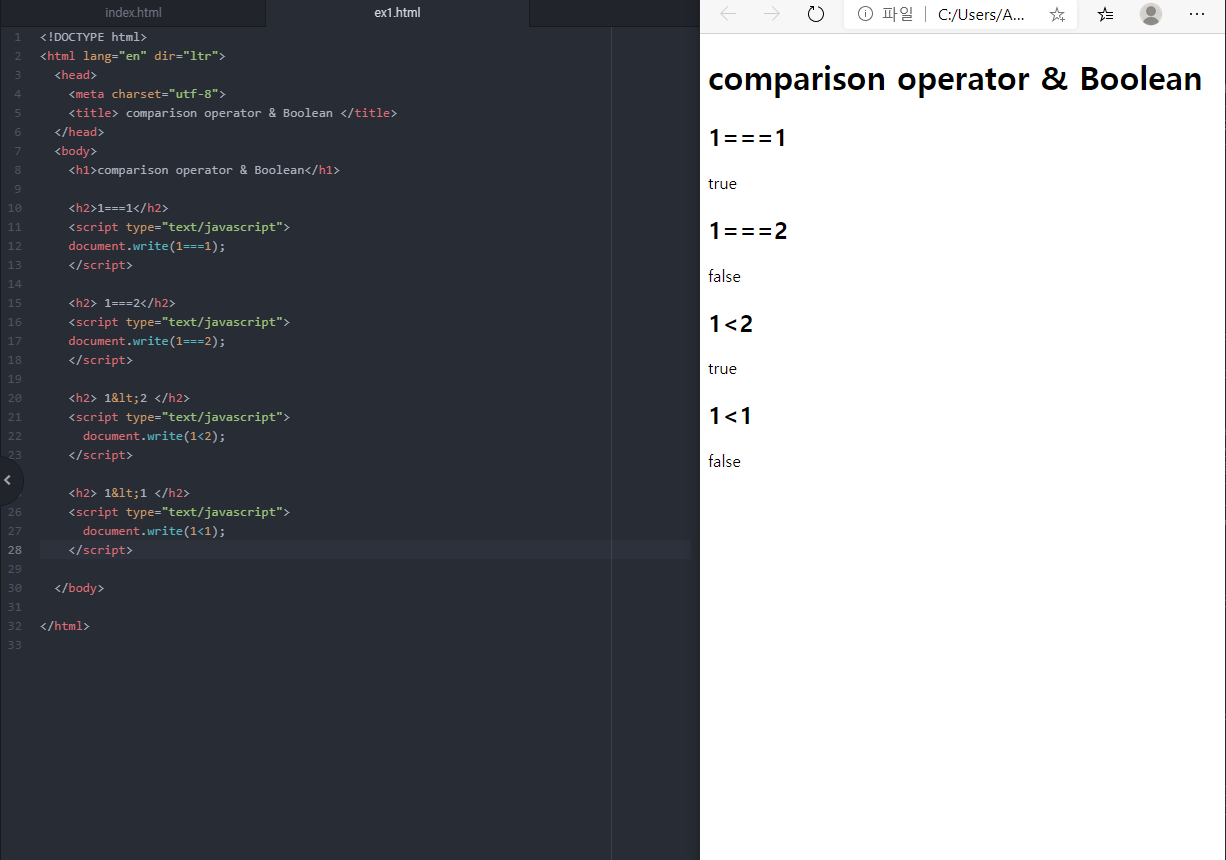 index.html
ex1.html
1 <!DOCTYPE html>
2 <html lang="en" dir="ltr">
3 <head>
4 <meta charset="utf-8">
5 <title> comparison operator & Boolean </title>
6 </head>
7 <body>
8 <h1>comparison operator & Boolean</h1>
9
10 <h2>1===1</h2>
11 <script type="text/javascript">
12 document.write(1===1);
13 </script>
14
15 <h2> 1===2</h2>
16 <script type="text/javascript">
17 document.write(1===2);
18 </script>
19
20 <h2> 1&lt;2 </h2>
21 <script type="text/javascript">
22 document.write(1<2);
23 </script>
<h2> 1&lt;1 </h2>
26 <script type="text/javascript">
27 document.write(1<1);
28 </script>
29
30 </body>
31
32 </html>
33
파일 C:/Users/A...
comparison operator & Boolean
1===1
true
1===2
false
1<2
true
1<1
false